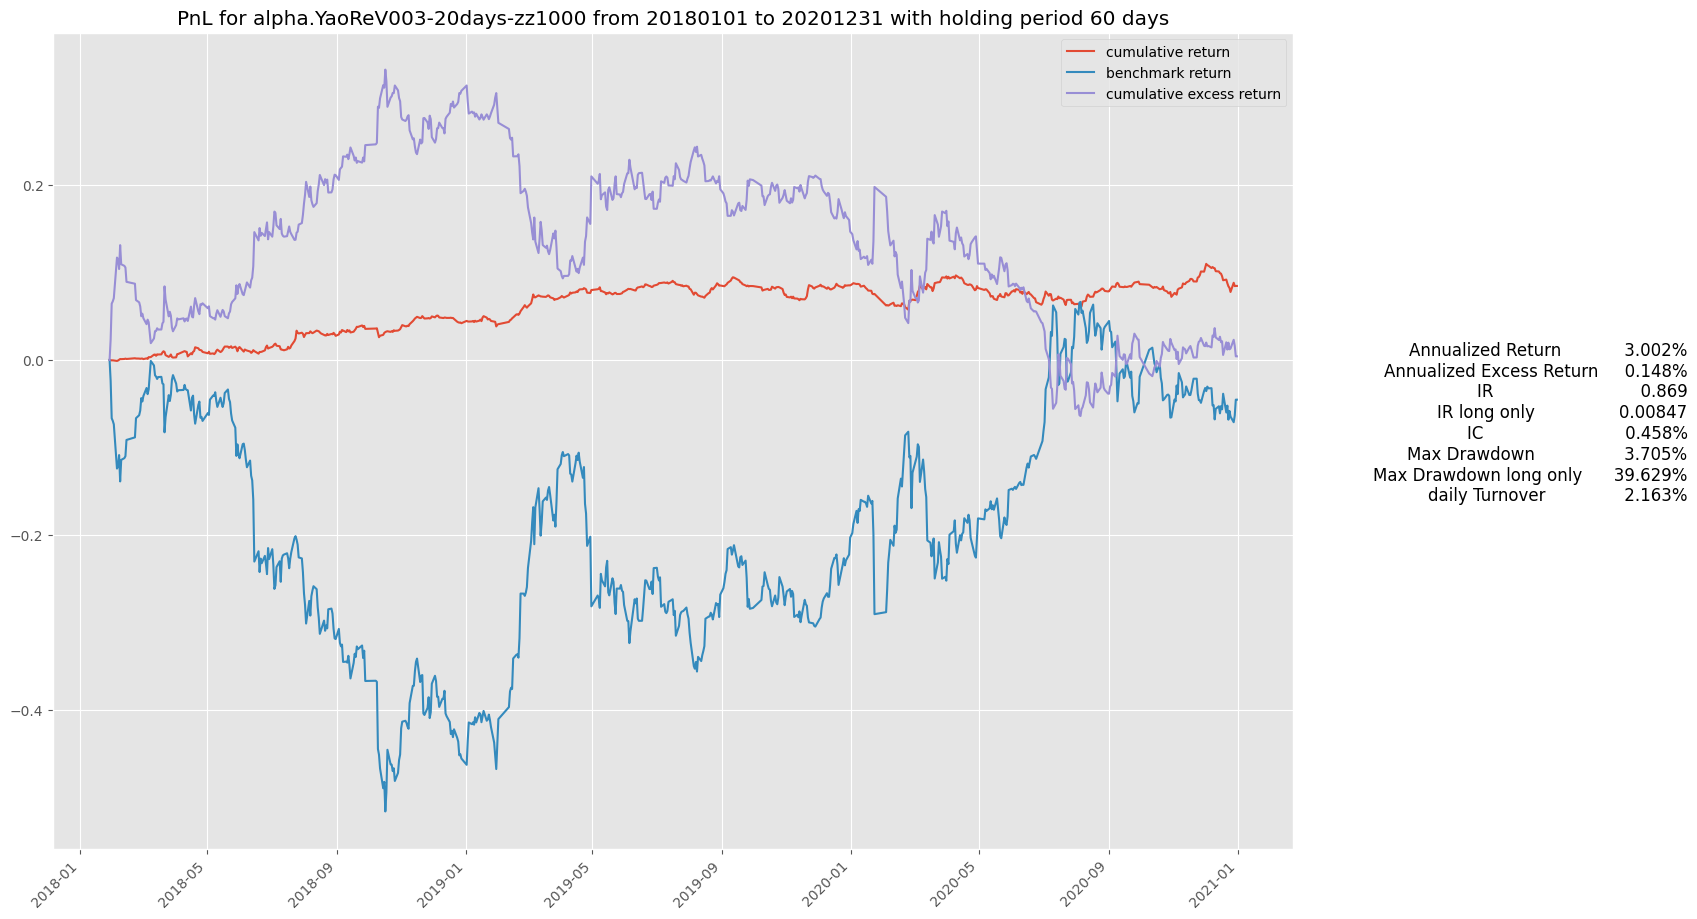 PnL for alpha.YaoReV003-20days-zz1000 from 20180101 to 20201231 with holding period 60 days
cumulative return
benchmark return
cumulative excess return
0.2
0.0
−0.2
−0.4
2018-01
2018-05
2018-09
2019-01
2019-05
2019-09
2020-01
2020-05
2020-09
2021-01
Annualized Return 3.002%
Annualized Excess Return 0.148%
IR 0.869
IR long only 0.00847
IC 0.458%
Max Drawdown 3.705%
Max Drawdown long only 39.629%
daily Turnover 2.163%